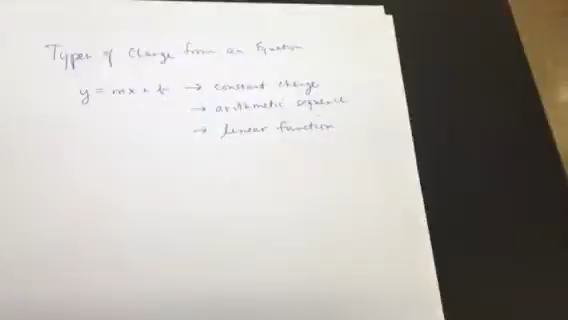 Types of Change from an Equation
y = mx + b → constant change
→ arithmetic sequence
→ linear function